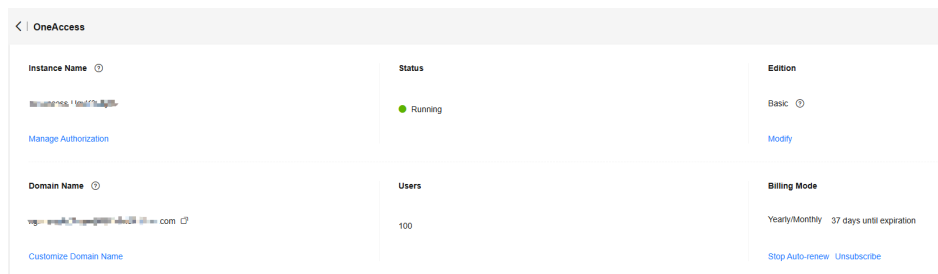 OneAccess
Instance Name
Status
Edition
Running
Basic
Manage Authorization
Modify
Domain Name
Users
Billing Mode
com
100
Yearly/Monthly 37 days until expiration
Customize Domain Name
Stop Auto-renew Unsubscribe